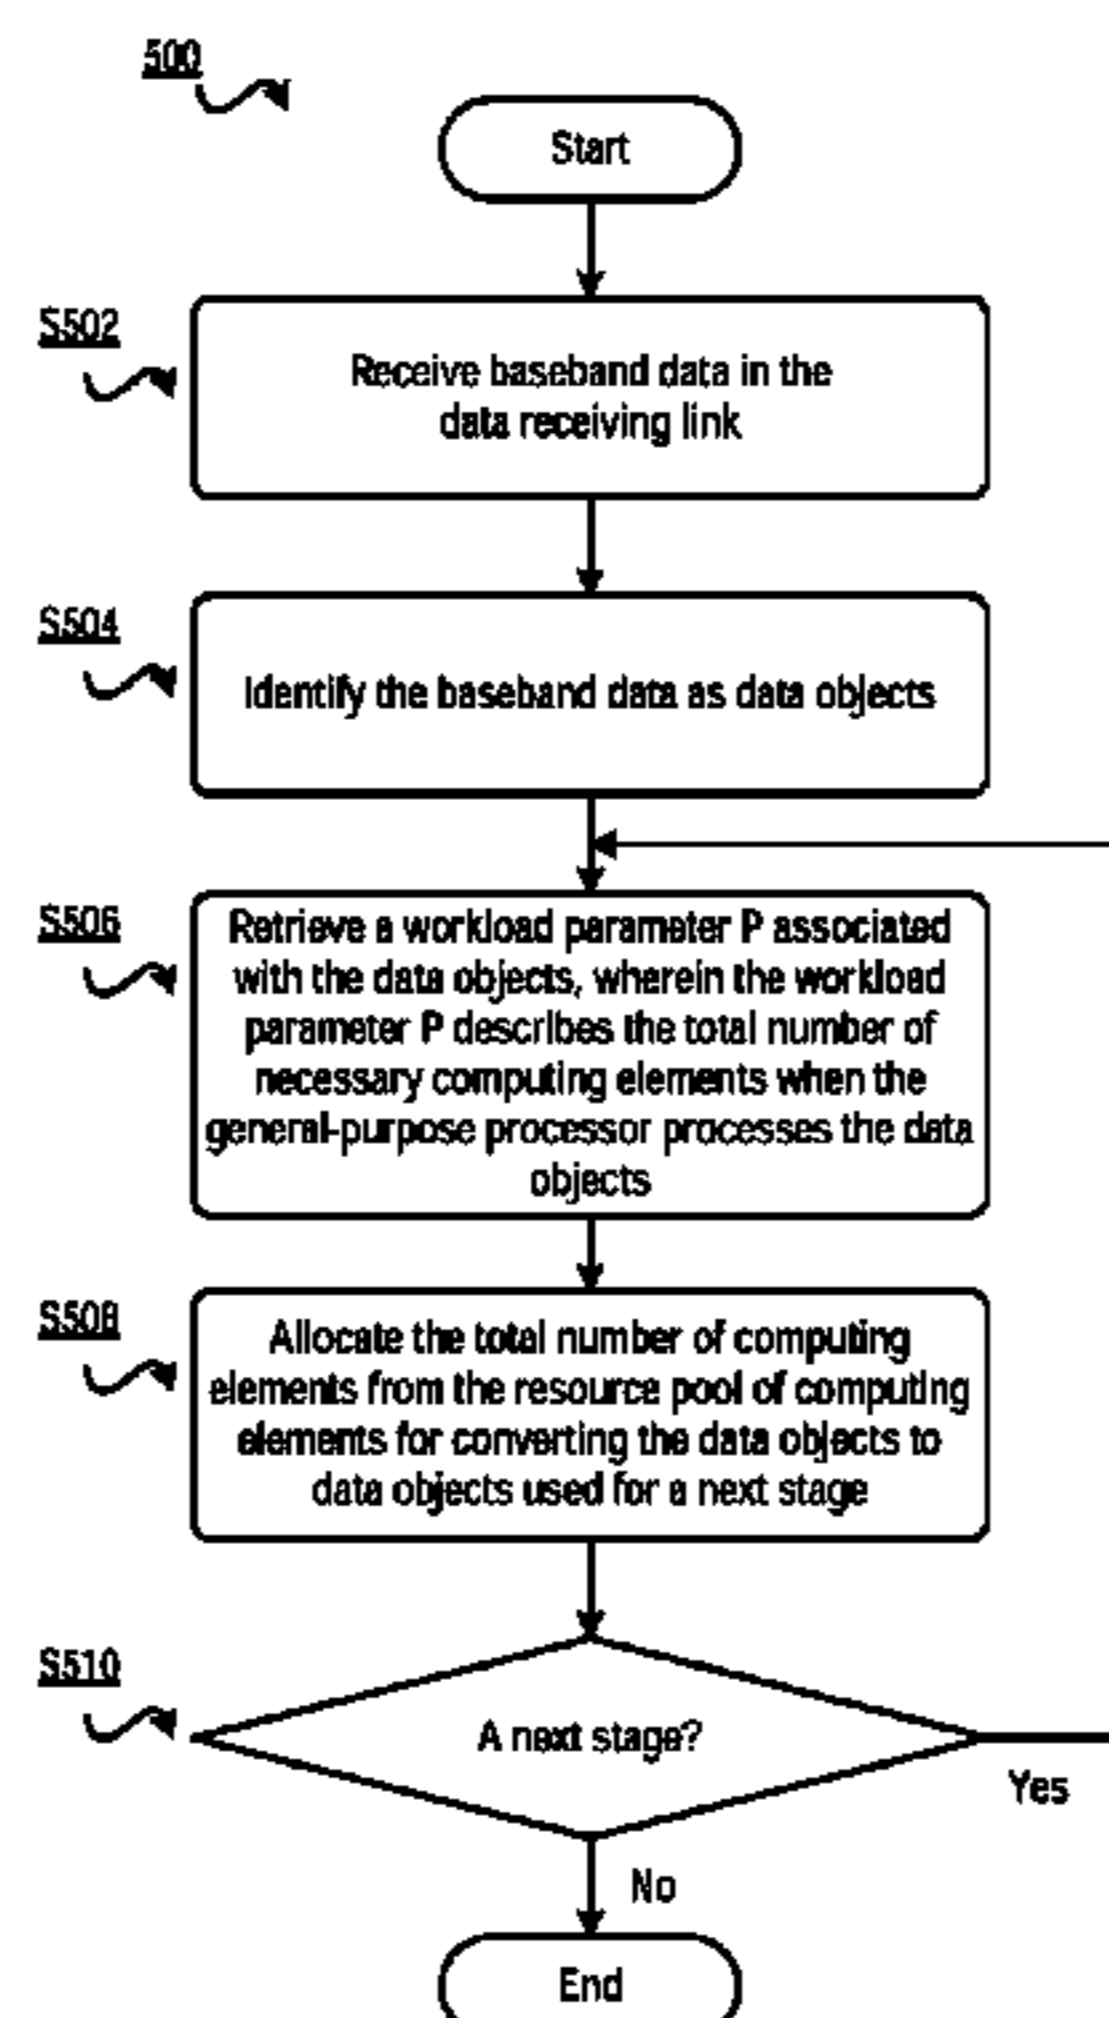 500
Start
S502
Receive baseband data in the
data receiving link
S504
Identify the baseband data as data objects
S506
Retrieve a workload parameter P associated
with the data objects, wherein the workload
parameter P describes the total number of
necessary computing elements when the
general-purpose processor processes the data
objects
S508
Allocate the total number of computing
elements from the resource pool of computing
elements for converting the data objects to
data objects used for a next stage
S510
A next stage?
Yes
No
End